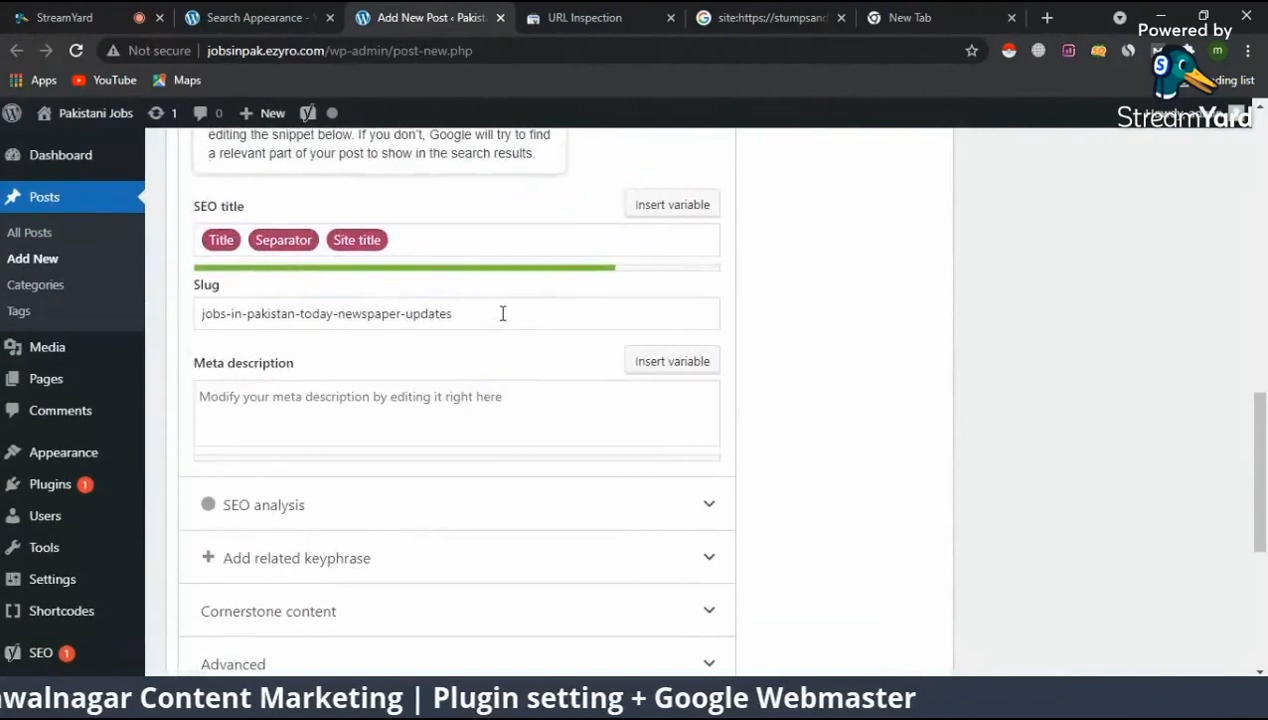 StreamYard
Search Appearance -
Add New Post ‹ Pakist
URL Inspection
site:https://stumpsand
New Tab
Powered by
Not secure
jobsinpak.ezyro.com/wp-admin/post-new.php
m
Apps
YouTube
Maps
ding list
StreamYard
Pakistani Jobs
1
0
New
editing the snippet below. If you don't, Google will try to find
a relevant part of your post to show in the search results.
Dashboard
Posts
SEO title
Insert variable
All Posts
Title
Separator
Site title
Add New
Categories
Slug
Tags
jobs-in-pakistan-today-newspaper-updates
Media
Meta description
Insert variable
Pages
Modify your meta description by editing it right here
Comments
Appearance
Plugins 1
SEO analysis
Users
Tools
Add related keyphrase
Settings
Shortcodes
Cornerstone content
SEO 1
Advanced
awalnagar Content Marketing | Plugin setting + Google Webmaster